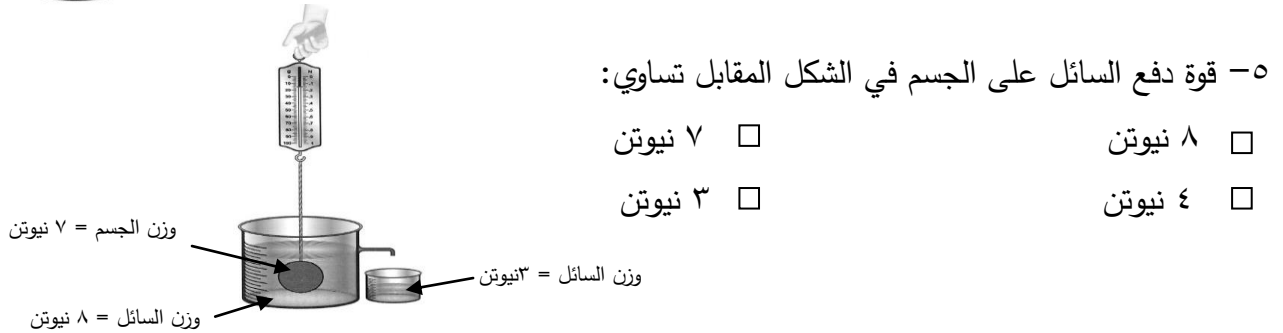 ٥- قوة دفع السائل على الجسم في الشكل المقابل تساوي:
□ ٨ نيوتن □ ٧ نيوتن
□ ٤ نيوتن □ ٣ نيوتن
وزن الجسم = ٧ نيوتن
وزن السائل = ٣نيوتن
وزن السائل = ٨ نيوتن